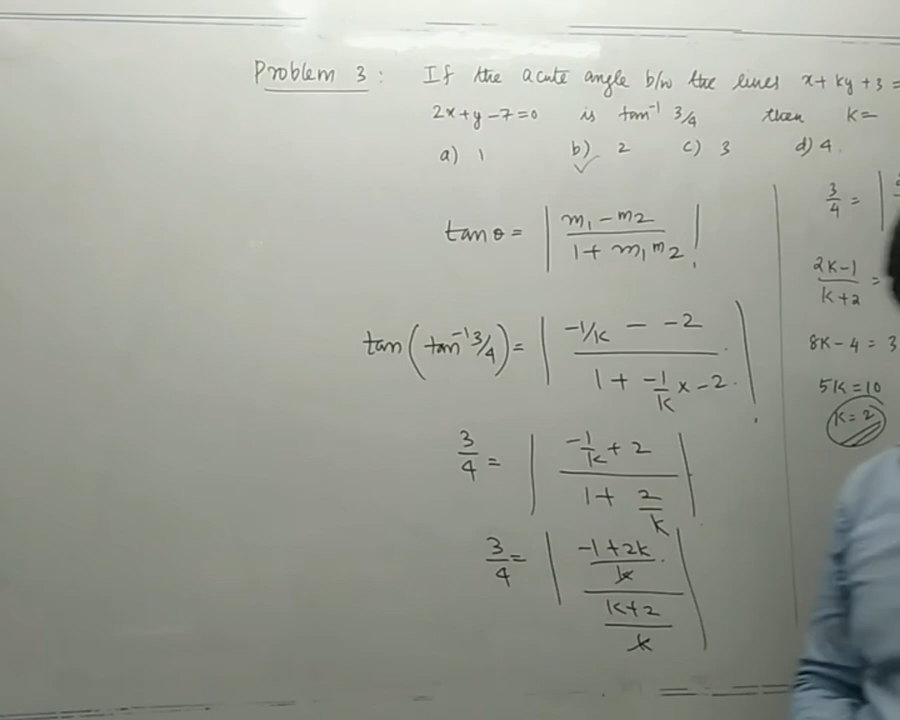 Problem 3 : If the acute angle b/w the lines x + ky + 3 =
2x + y - 7 = 0 is tan⁻¹ 3/4 then k =
a) 1 b) 2 c) 3 d) 4.
tan θ = | (m₁ - m₂) / (1 + m₁ m₂) |
tan(tan⁻¹ 3/4) = | (-1/k - -2) / (1 + -1/k x -2) |
3/4 = | (-1/k + 2) / (1 + 2/k) |
3/4 = | ((-1 + 2k)/k) / ((k+2)/k) |
3/4 = |
(2k-1)/(k+2) =
8k - 4 = 3
5k = 10
k = 2